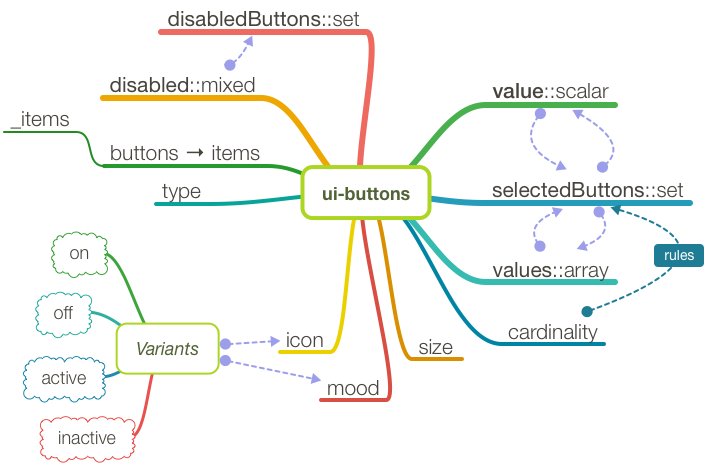 disabledButtons::set
disabled::mixed
value::scalar
_items
buttons → items
type
ui-buttons
selectedButtons::set
on
rules
values::array
off
icon
size
cardinality
Variants
active
mood
inactive